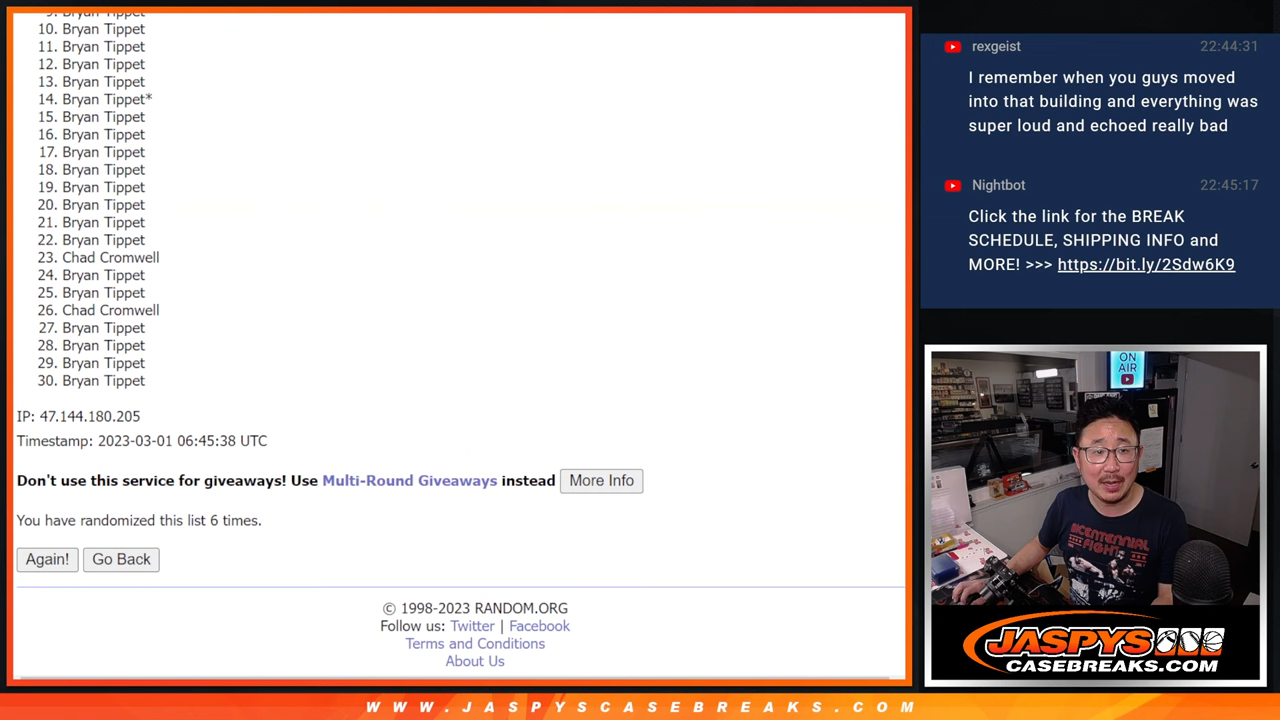 9. Bryan Tippet
10. Bryan Tippet
11. Bryan Tippet
12. Bryan Tippet
13. Bryan Tippet
14. Bryan Tippet*
15. Bryan Tippet
16. Bryan Tippet
17. Bryan Tippet
18. Bryan Tippet
19. Bryan Tippet
20. Bryan Tippet
21. Bryan Tippet
22. Bryan Tippet
23. Chad Cromwell
24. Bryan Tippet
25. Bryan Tippet
26. Chad Cromwell
27. Bryan Tippet
28. Bryan Tippet
29. Bryan Tippet
30. Bryan Tippet
IP: 47.144.180.205
Timestamp: 2023-03-01 06:45:38 UTC
Don't use this service for giveaways! Use Multi-Round Giveaways instead More Info
You have randomized this list 6 times.
Again! Go Back
© 1998-2023 RANDOM.ORG
Follow us: Twitter | Facebook
Terms and Conditions
About Us
rexgeist 22:44:31
I remember when you guys moved
into that building and everything was
super loud and echoed really bad
Nightbot 22:45:17
Click the link for the BREAK
SCHEDULE, SHIPPING INFO and
MORE! >>> https://bit.ly/2Sdw6K9
ON
AIR
BICENTENNIAL
FIGHT
JASPYS
CASEBREAKS.COM
WWW.JASPYSCASEBREAKS.COM